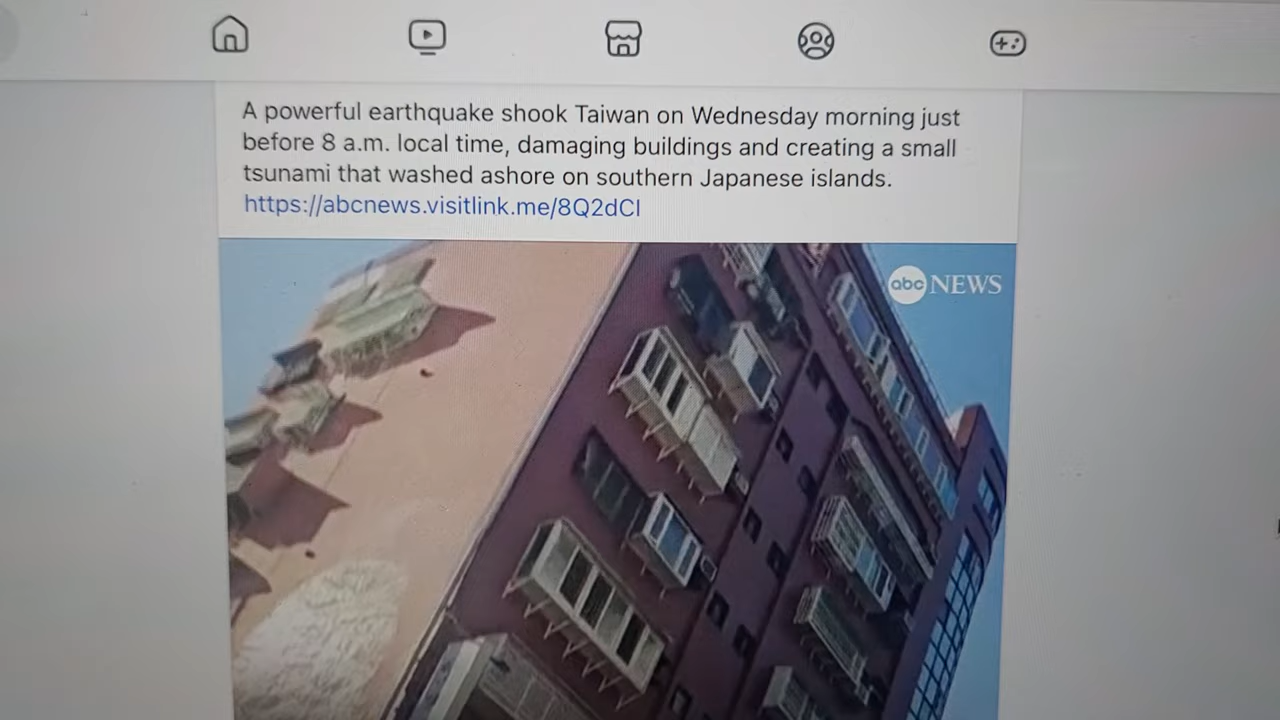 A powerful earthquake shook Taiwan on Wednesday morning just
before 8 a.m. local time, damaging buildings and creating a small
tsunami that washed ashore on southern Japanese islands.
https://abcnews.visitlink.me/8Q2dCI
abc NEWS